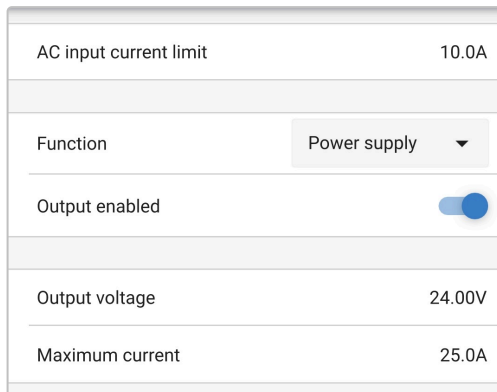 AC input current limit 10.0A
Function Power supply
Output enabled
Output voltage 24.00V
Maximum current 25.0A